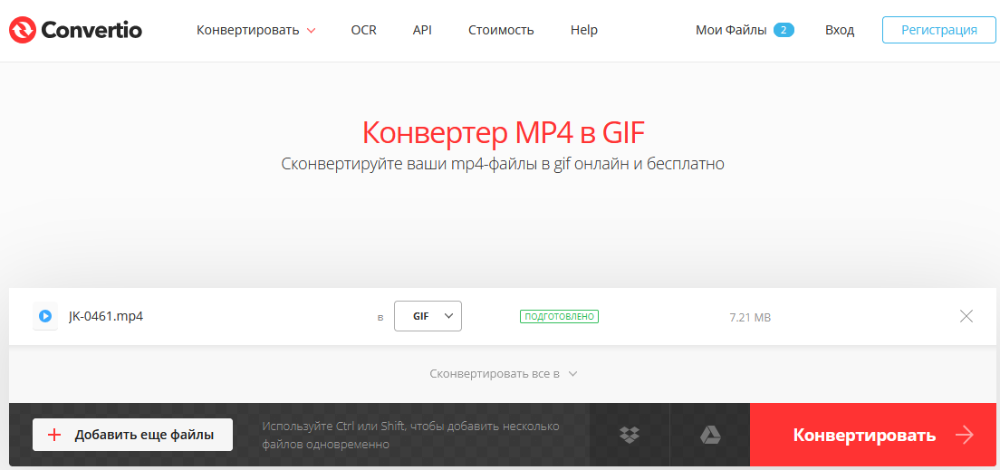 Convertio Конвертировать OCR API Стоимость Help Мои Файлы 2 Вход Регистрация
Конвертер MP4 в GIF
Сконвертируйте ваши mp4-файлы в gif онлайн и бесплатно
JK-0461.mp4 в GIF ПОДГОТОВЛЕНО 7.21 MB
Сконвертировать все в
Добавить еще файлы
Используйте Ctrl или Shift, чтобы добавить несколько
файлов одновременно
Конвертировать